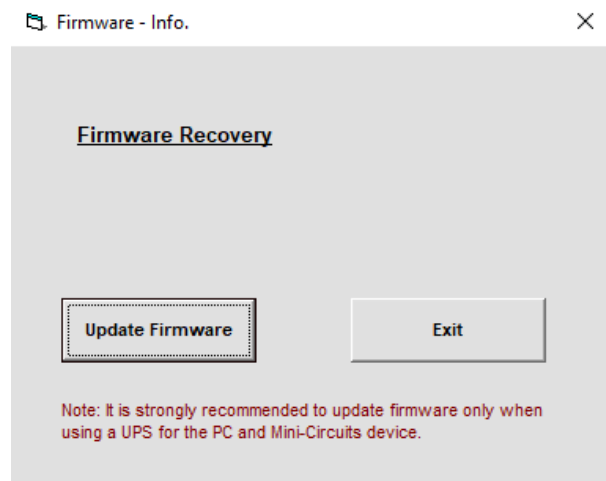 Firmware - Info.
Firmware Recovery
Update Firmware
Exit
Note: It is strongly recommended to update firmware only when
using a UPS for the PC and Mini-Circuits device.